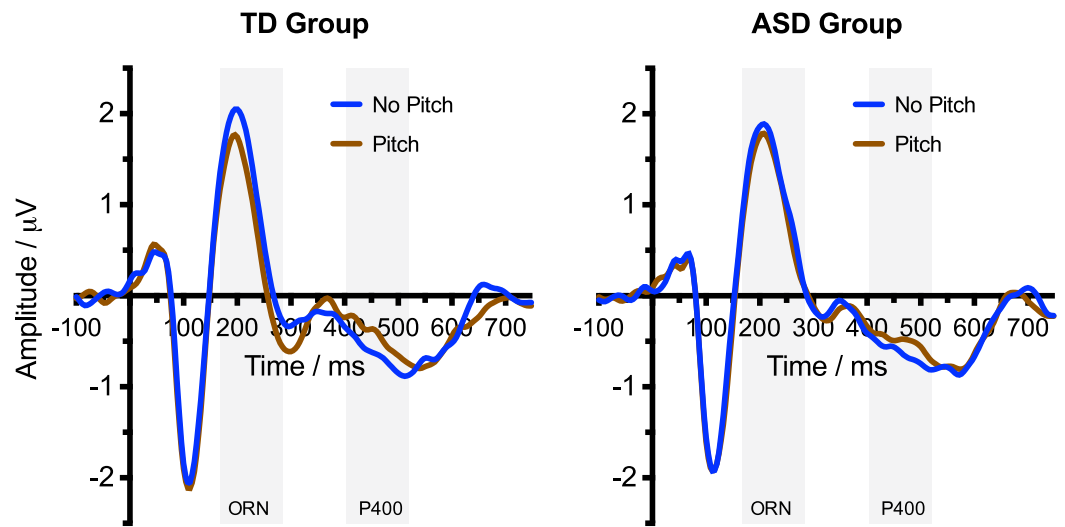 TD Group
Amplitude / μV
2
1
0
-1
-2
-100
100
200
300
400
500
600
700
Time / ms
No Pitch
Pitch
ORN
P400
ASD Group
2
1
0
-1
-2
-100
100
200
300
400
500
600
700
Time / ms
No Pitch
Pitch
ORN
P400